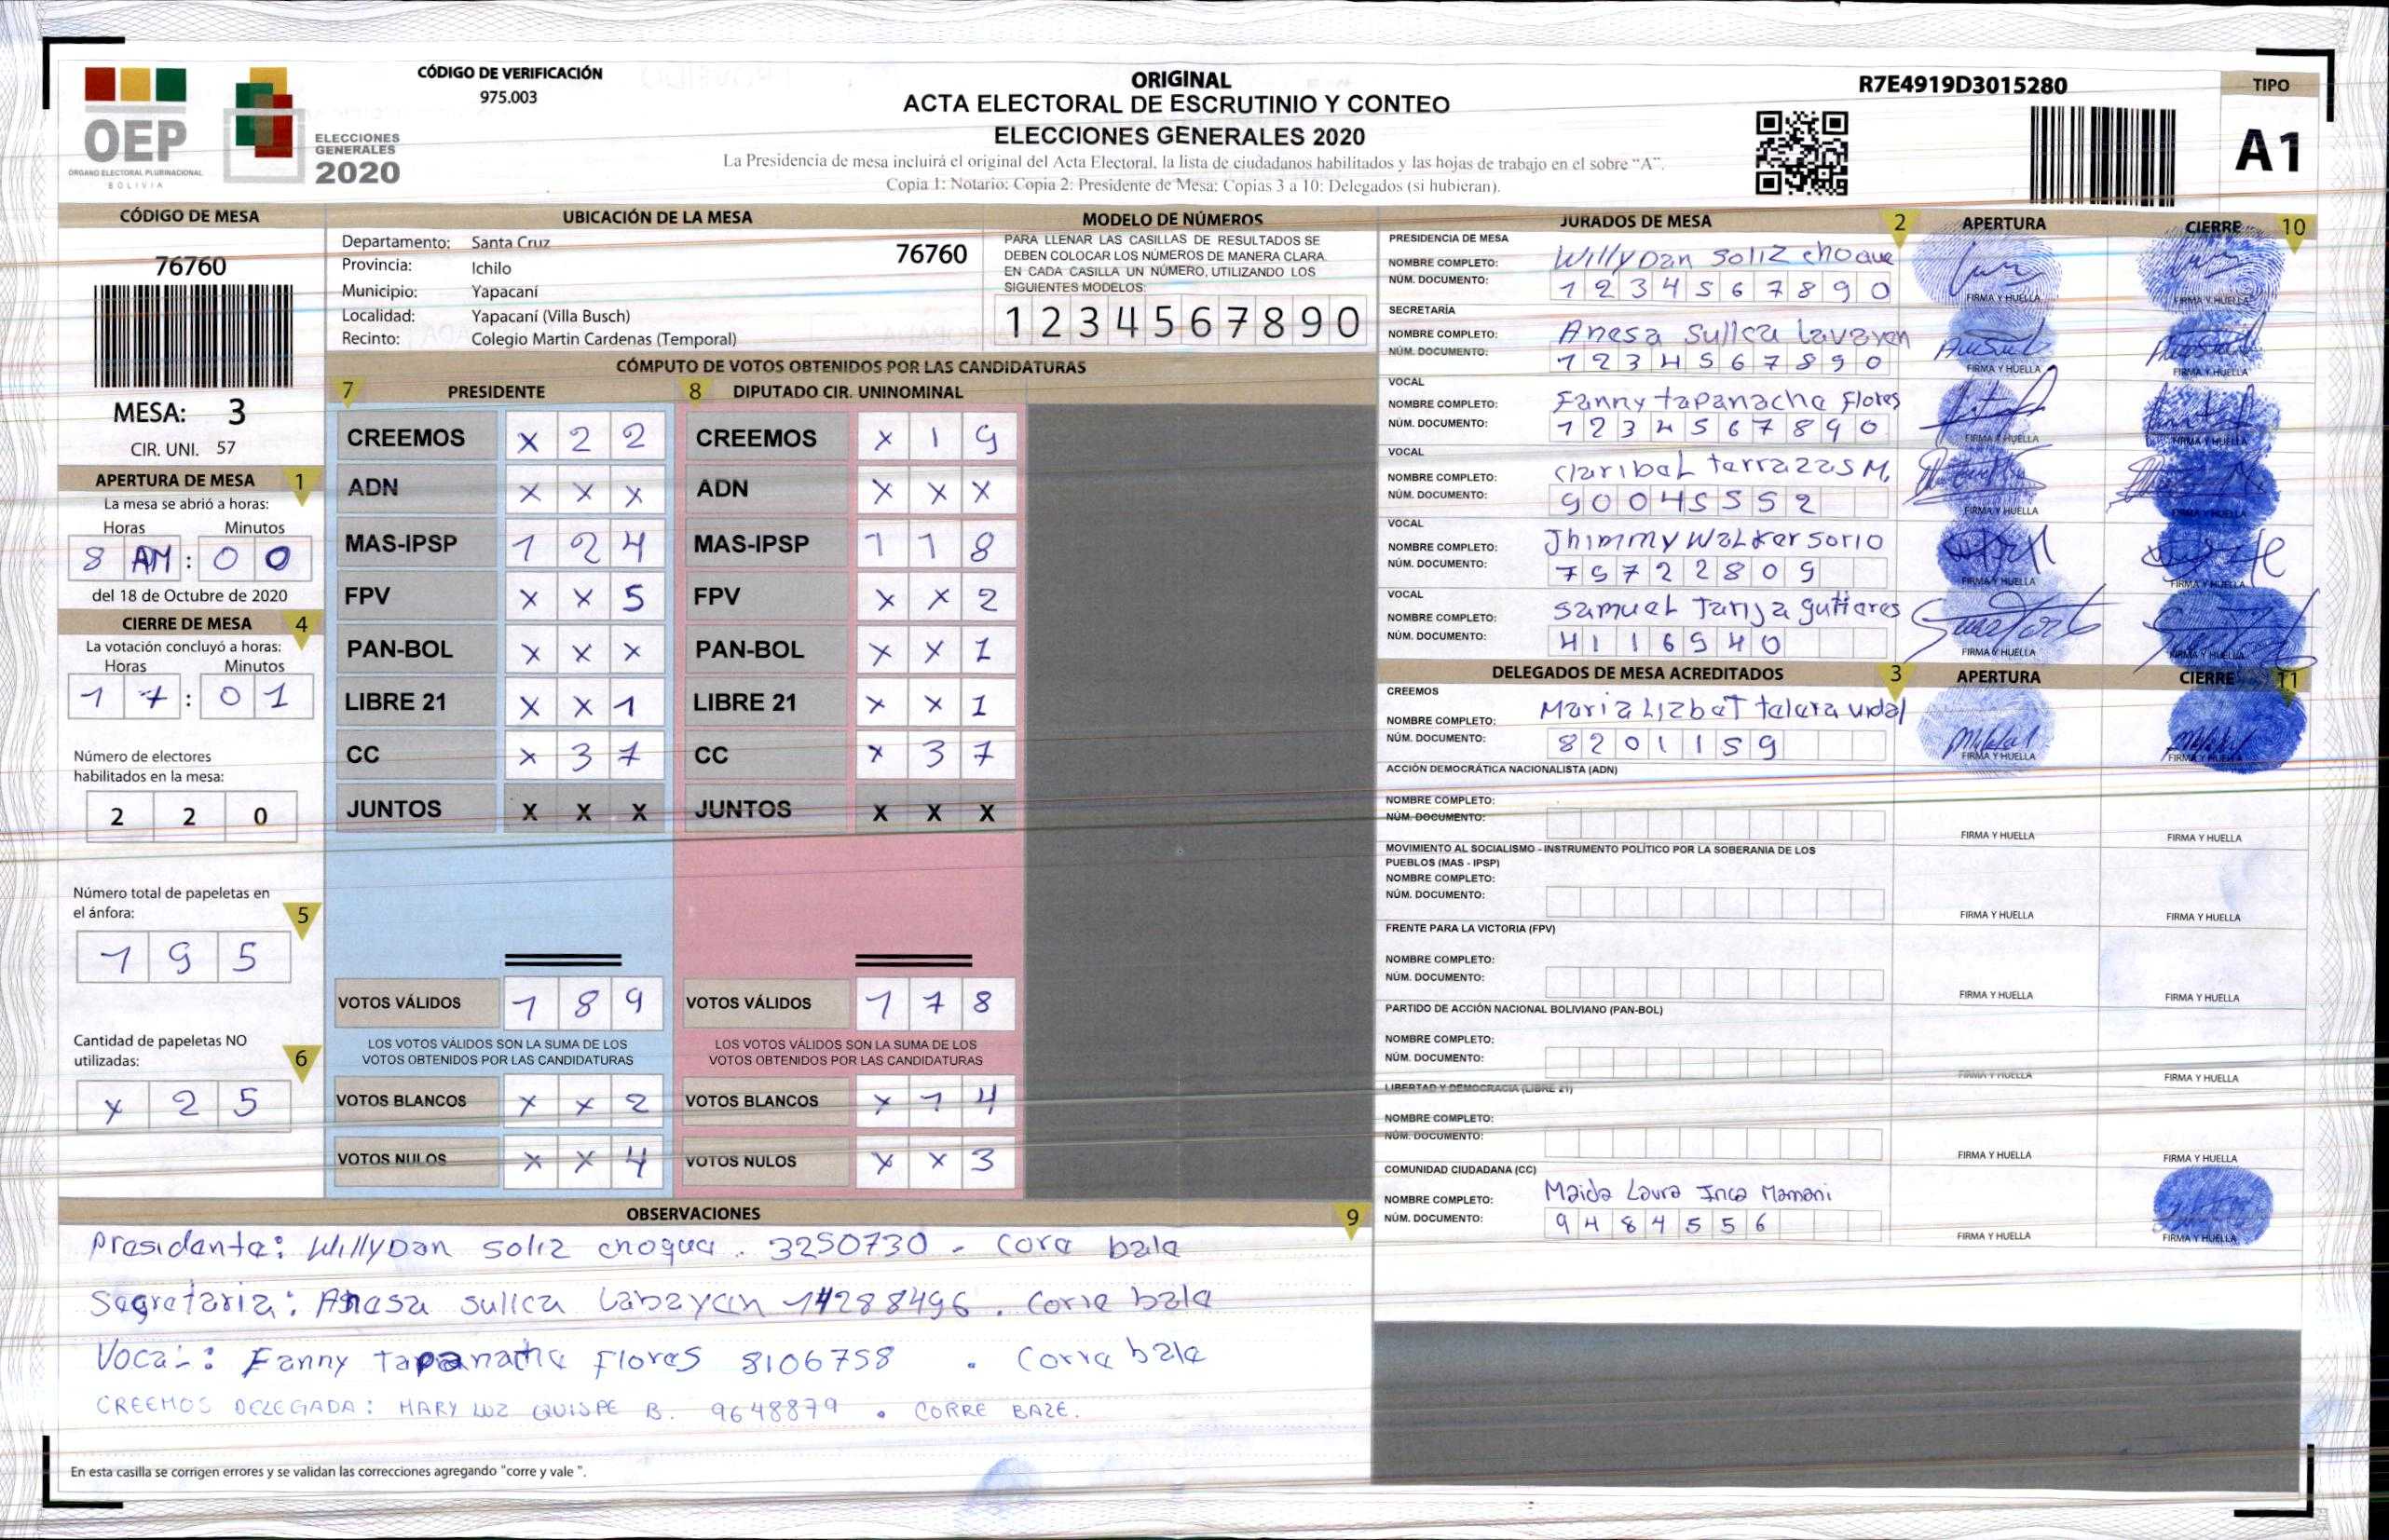 CÓDIGO DE VERIFICACIÓN
975.003
ORIGINAL
ACTA ELECTORAL DE ESCRUTINIO Y CONTEO
ELECCIONES GENERALES 2020
La Presidencia de mesa incluirá el original del Acta Electoral, la lista de ciudadanos habilitados y las hojas de trabajo en el sobre “A”.
Copia 1: Notario; Copia 2: Presidente de Mesa; Copias 3 a 10: Delegados (si hubieran).
R7E4919D3015280
TIPO
A1
OEP
ÓRGANO ELECTORAL PLURINACIONAL
BOLIVIA
ELECCIONES
GENERALES
2020
CÓDIGO DE MESA
76760
MESA: 3
CIR. UNI. 57
APERTURA DE MESA 1
La mesa se abrió a horas:
Horas Minutos
8 AM : 0 0
del 18 de Octubre de 2020
CIERRE DE MESA 4
La votación concluyó a horas:
Horas Minutos
1 7 : 0 1
Número de electores
habilitados en la mesa:
2 2 0
Número total de papeletas en
el ánfora: 5
1 9 5
Cantidad de papeletas NO
utilizadas: 6
x 2 5
UBICACIÓN DE LA MESA
Departamento: Santa Cruz 76760
Provincia: Ichilo
Municipio: Yapacaní
Localidad: Yapacaní (Villa Busch)
Recinto: Colegio Martin Cardenas (Temporal)
MODELO DE NÚMEROS
PARA LLENAR LAS CASILLAS DE RESULTADOS SE
DEBEN COLOCAR LOS NÚMEROS DE MANERA CLARA.
EN CADA CASILLA UN NÚMERO, UTILIZANDO LOS
SIGUIENTES MODELOS:
1 2 3 4 5 6 7 8 9 0
CÓMPUTO DE VOTOS OBTENIDOS POR LAS CANDIDATURAS
7 PRESIDENTE 8 DIPUTADO CIR. UNINOMINAL
CREEMOS x 2 2 CREEMOS x 1 9
ADN x x x ADN x x x
MAS-IPSP 1 2 4 MAS-IPSP 1 1 8
FPV x x 5 FPV x x 2
PAN-BOL x x x PAN-BOL x x 1
LIBRE 21 x x 1 LIBRE 21 x x 1
CC x 3 7 CC x 3 7
JUNTOS X X X JUNTOS X X X
VOTOS VÁLIDOS 1 8 9 VOTOS VÁLIDOS 1 7 8
LOS VOTOS VÁLIDOS SON LA SUMA DE LOS LOS VOTOS VÁLIDOS SON LA SUMA DE LOS
VOTOS OBTENIDOS POR LAS CANDIDATURAS VOTOS OBTENIDOS POR LAS CANDIDATURAS
VOTOS BLANCOS x x 2 VOTOS BLANCOS x 1 4
VOTOS NULOS x x 4 VOTOS NULOS x x 3
JURADOS DE MESA 2 APERTURA CIERRE 10
PRESIDENCIA DE MESA
NOMBRE COMPLETO: WillyDan Soliz choque
NÚM. DOCUMENTO: 1 2 3 4 5 6 7 8 9 0
FIRMA Y HUELLA FIRMA Y HUELLA
SECRETARÍA
NOMBRE COMPLETO: Anesa Sullca Lavayen
NÚM. DOCUMENTO: 1 2 3 4 5 6 7 8 9 0
FIRMA Y HUELLA FIRMA Y HUELLA
VOCAL
NOMBRE COMPLETO: Fanny tapanacha Flores
NÚM. DOCUMENTO: 1 2 3 4 5 6 7 8 9 0
FIRMA Y HUELLA FIRMA Y HUELLA
VOCAL
NOMBRE COMPLETO: Claribal terrazas M.
NÚM. DOCUMENTO: 9 0 0 4 5 5 5 2
FIRMA Y HUELLA FIRMA Y HUELLA
VOCAL
NOMBRE COMPLETO: Jhimmy Walker Sorio
NÚM. DOCUMENTO: 7 9 7 2 2 8 0 9
FIRMA Y HUELLA FIRMA Y HUELLA
VOCAL
NOMBRE COMPLETO: Samuel Tarija gutiares
NÚM. DOCUMENTO: 4 1 1 6 9 4 0
FIRMA Y HUELLA FIRMA Y HUELLA
DELEGADOS DE MESA ACREDITADOS 3 APERTURA CIERRE 11
CREEMOS
NOMBRE COMPLETO: Maria Lizbet talara vidal
NÚM. DOCUMENTO: 8 2 0 1 1 5 9
FIRMA Y HUELLA FIRMA Y HUELLA
ACCIÓN DEMOCRÁTICA NACIONALISTA (ADN)
NOMBRE COMPLETO:
NÚM. DOCUMENTO:
FIRMA Y HUELLA FIRMA Y HUELLA
MOVIMIENTO AL SOCIALISMO - INSTRUMENTO POLÍTICO POR LA SOBERANIA DE LOS
PUEBLOS (MAS - IPSP)
NOMBRE COMPLETO:
NÚM. DOCUMENTO:
FIRMA Y HUELLA FIRMA Y HUELLA
FRENTE PARA LA VICTORIA (FPV)
NOMBRE COMPLETO:
NÚM. DOCUMENTO:
FIRMA Y HUELLA FIRMA Y HUELLA
PARTIDO DE ACCIÓN NACIONAL BOLIVIANO (PAN-BOL)
NOMBRE COMPLETO:
NÚM. DOCUMENTO:
FIRMA Y HUELLA FIRMA Y HUELLA
LIBERTAD Y DEMOCRACIA (LIBRE 21)
NOMBRE COMPLETO:
NÚM. DOCUMENTO:
FIRMA Y HUELLA FIRMA Y HUELLA
COMUNIDAD CIUDADANA (CC)
NOMBRE COMPLETO: Maida Laura Inca Mamani
NÚM. DOCUMENTO: 9 4 8 4 5 5 6
FIRMA Y HUELLA FIRMA Y HUELLA
OBSERVACIONES 9
Presidenta: WillyDan soliz choqua . 3250730 - Cora bala
Sagretaria: Anasa sullca Labayan 14288496 . Corra bala
Vocal: Fanny tapanacha Flores 8106758 . Corra bala
CREEMOS DELEGADA: MARY LUZ QUISPE B. 9648879 . CORRE BALE.
En esta casilla se corrigen errores y se validan las correcciones agregando "corre y vale ".